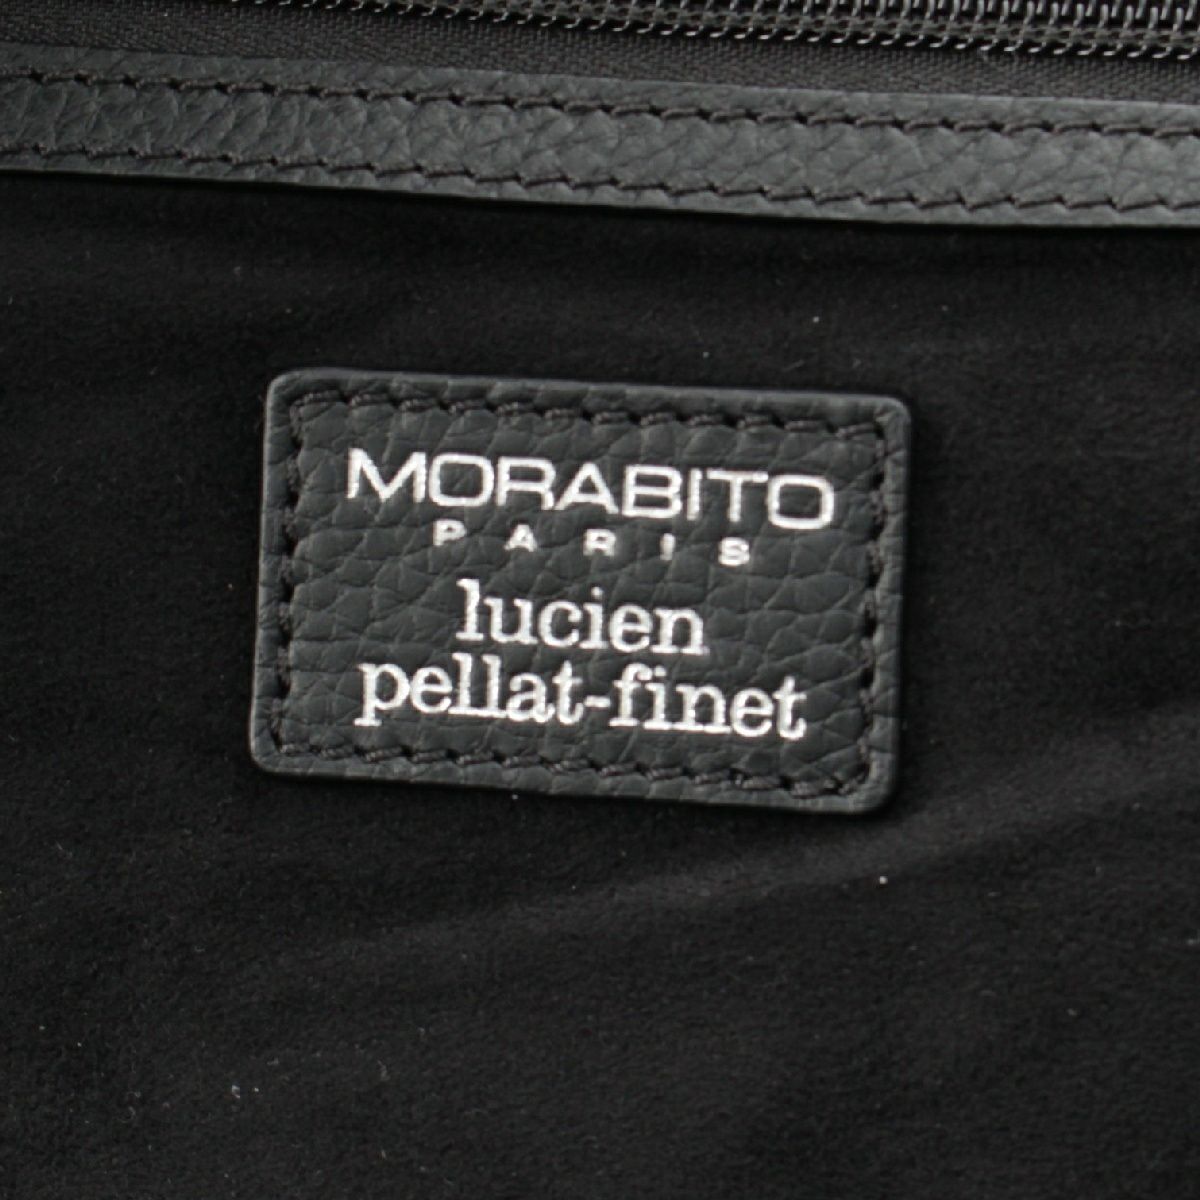 MORABITO
PARIS
lucien
pellat-finet